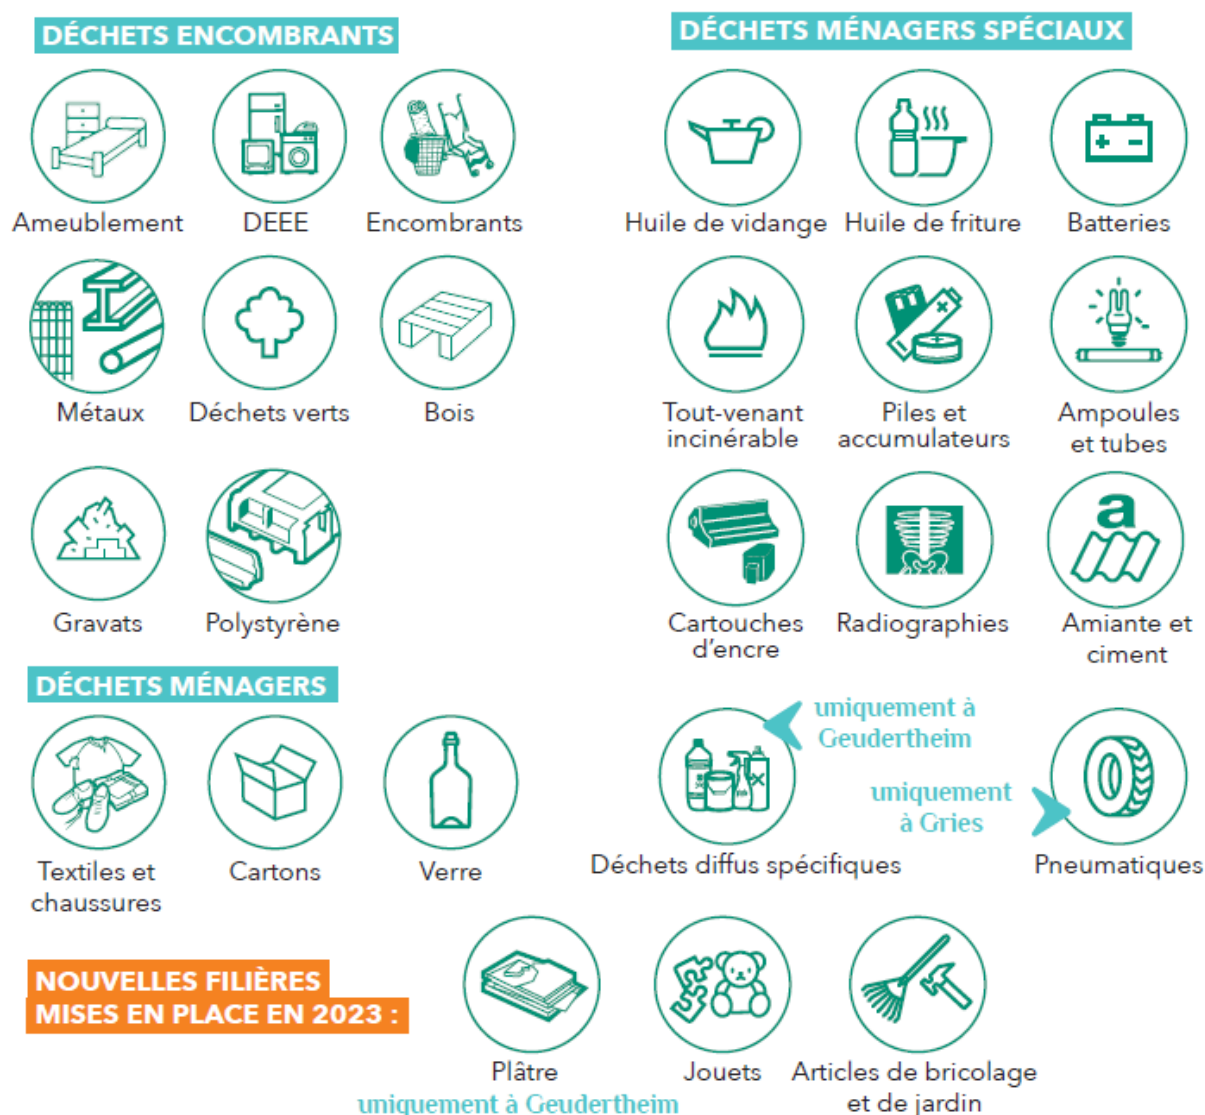 DÉCHETS ENCOMBRANTS
Ameublement
DEEE
Encombrants
Métaux
Déchets verts
Bois
Gravats
Polystyrène
DÉCHETS MÉNAGERS
Textiles et
chaussures
Cartons
Verre
DÉCHETS MÉNAGERS SPÉCIAUX
Huile de vidange
Huile de friture
Batteries
Tout-venant
incinérable
Piles et
accumulateurs
Ampoules
et tubes
Cartouches
d'encre
Radiographies
a
Amiante et
ciment
uniquement à
Geudertheim
Déchets diffus spécifiques
uniquement
à Gries
Pneumatiques
NOUVELLES FILIÈRES
MISES EN PLACE EN 2023 :
Plâtre
uniquement à Geudertheim
Jouets
Articles de bricolage
et de jardin